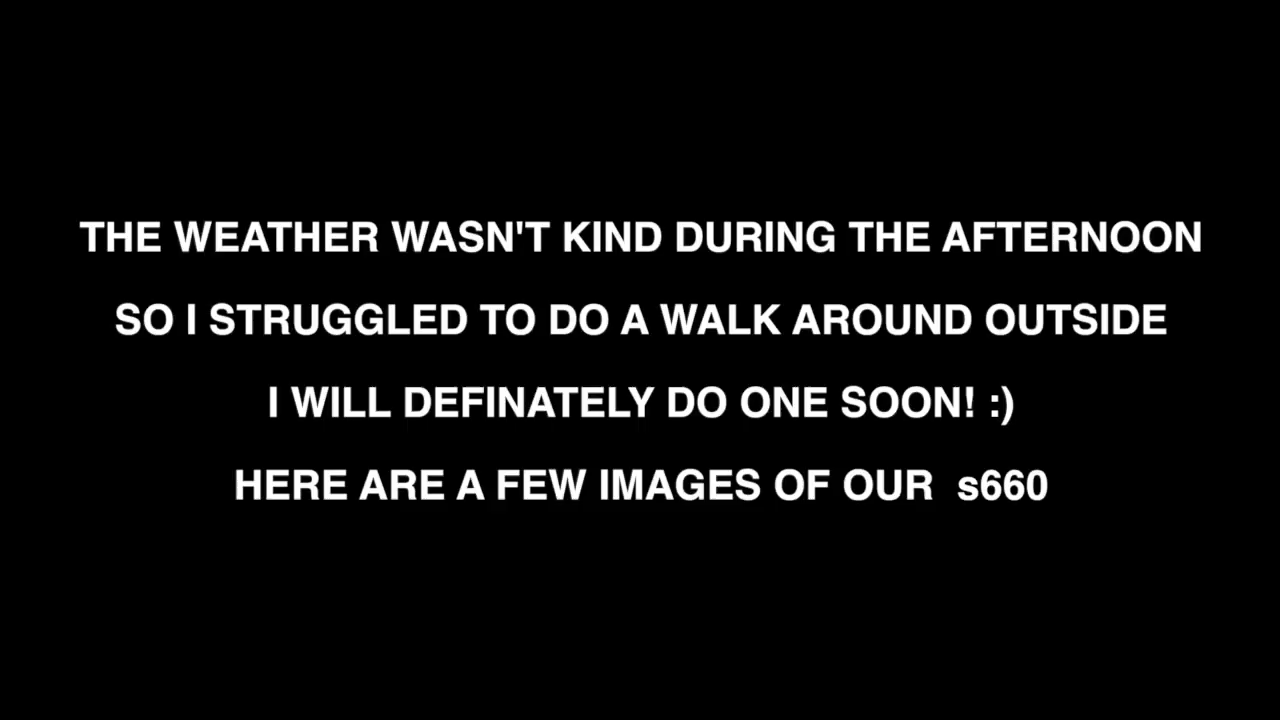 THE WEATHER WASN'T KIND DURING THE AFTERNOON
SO I STRUGGLED TO DO A WALK AROUND OUTSIDE
I WILL DEFINATELY DO ONE SOON! :)
HERE ARE A FEW IMAGES OF OUR  s660